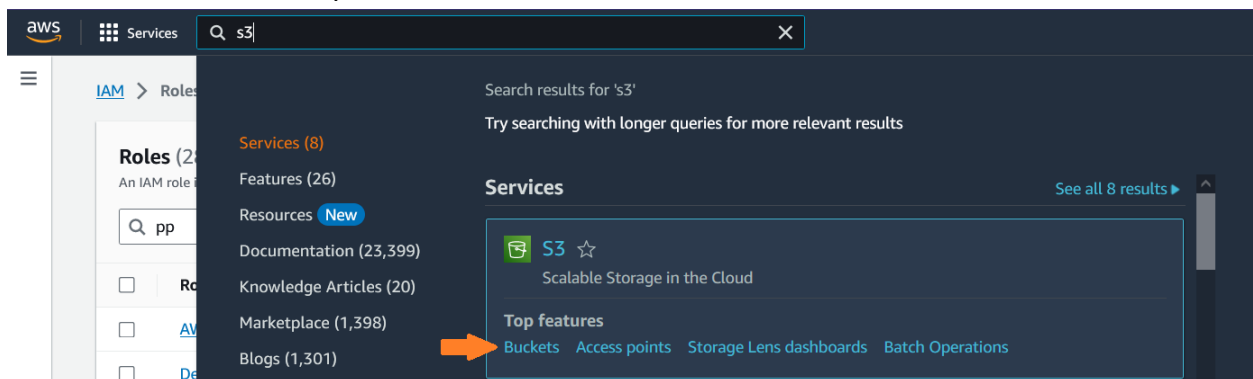 aws Services s3
IAM > Roles
Roles (28
An IAM role i
pp
Ro
AW
De
Services (8)
Features (26)
Resources New
Documentation (23,399)
Knowledge Articles (20)
Marketplace (1,398)
Blogs (1,301)
Search results for 's3'
Try searching with longer queries for more relevant results
Services
See all 8 results
S3
Scalable Storage in the Cloud
Top features
Buckets Access points Storage Lens dashboards Batch Operations